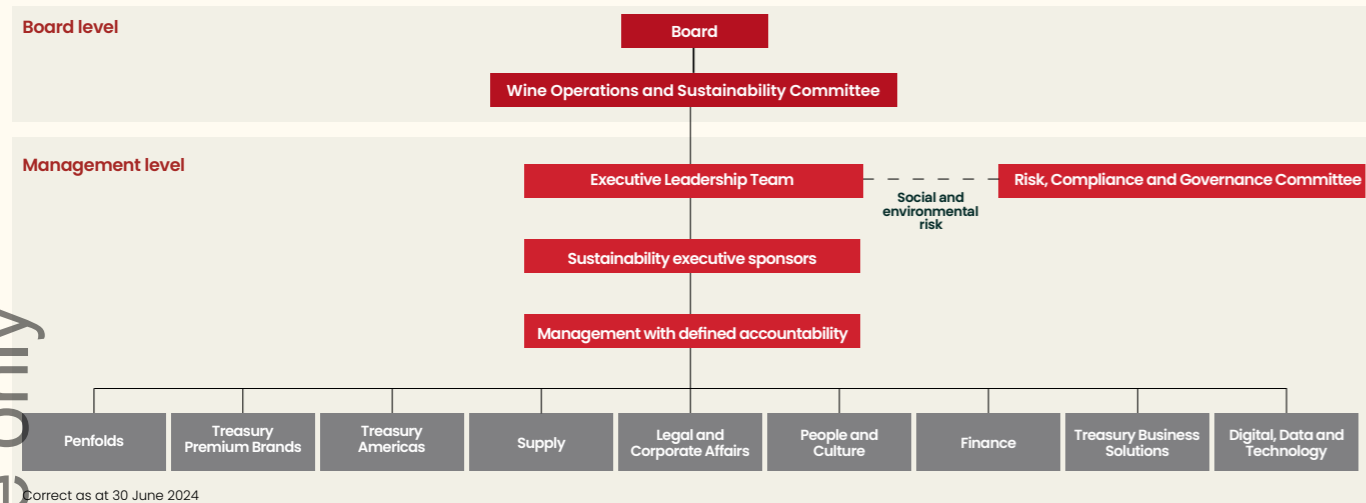 Board level
Board
Wine Operations and Sustainability Committee
Management level
Executive Leadership Team
Risk, Compliance and Governance Committee
Social and
environmental
risk
Sustainability executive sponsors
Management with defined accountability
Penfolds
Treasury
Premium Brands
Treasury
Americas
Supply
Legal and
Corporate Affairs
People and
Culture
Finance
Treasury Business
Solutions
Digital, Data and
Technology
Correct as at 30 June 2024
only